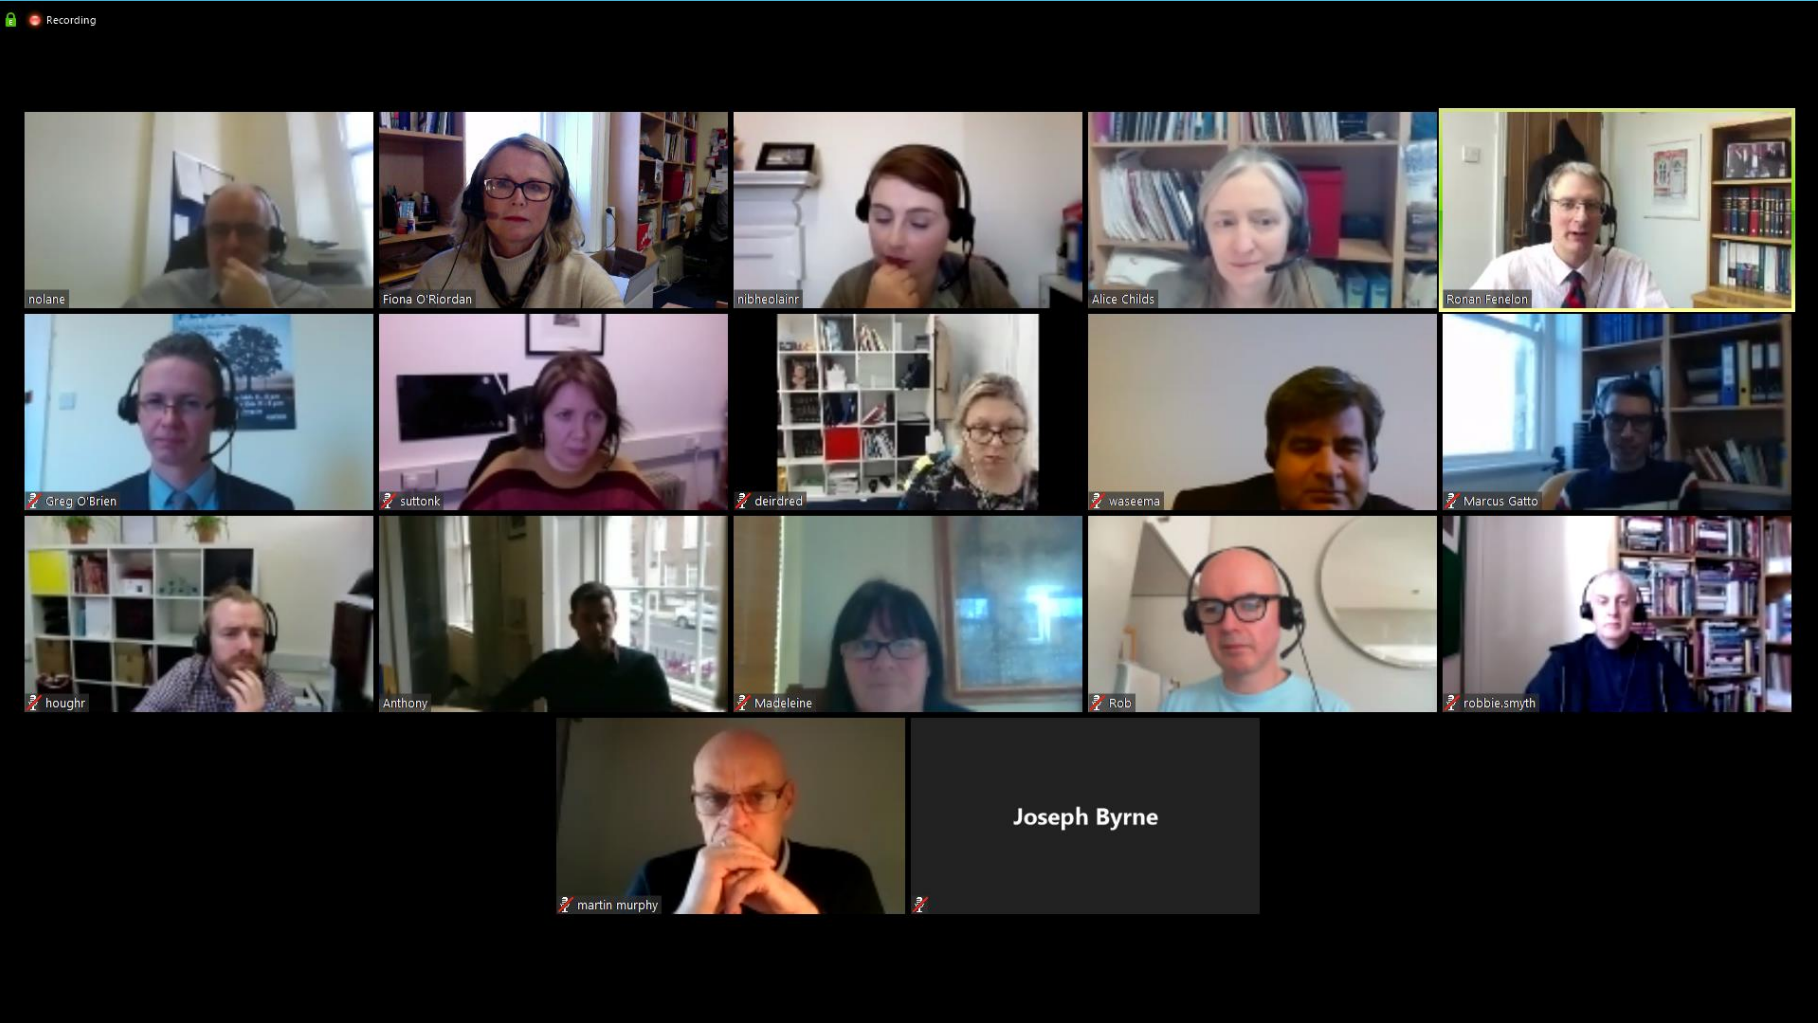 Recording
nolane
Fiona O'Riordan
nibheolainr
Alice Childs
Ronan Fenelon
Greg O'Brien
suttonk
deirdred
waseema
Marcus Gatto
houghr
Anthony
Madeleine
Rob
robbie.smyth
martin murphy
Joseph Byrne